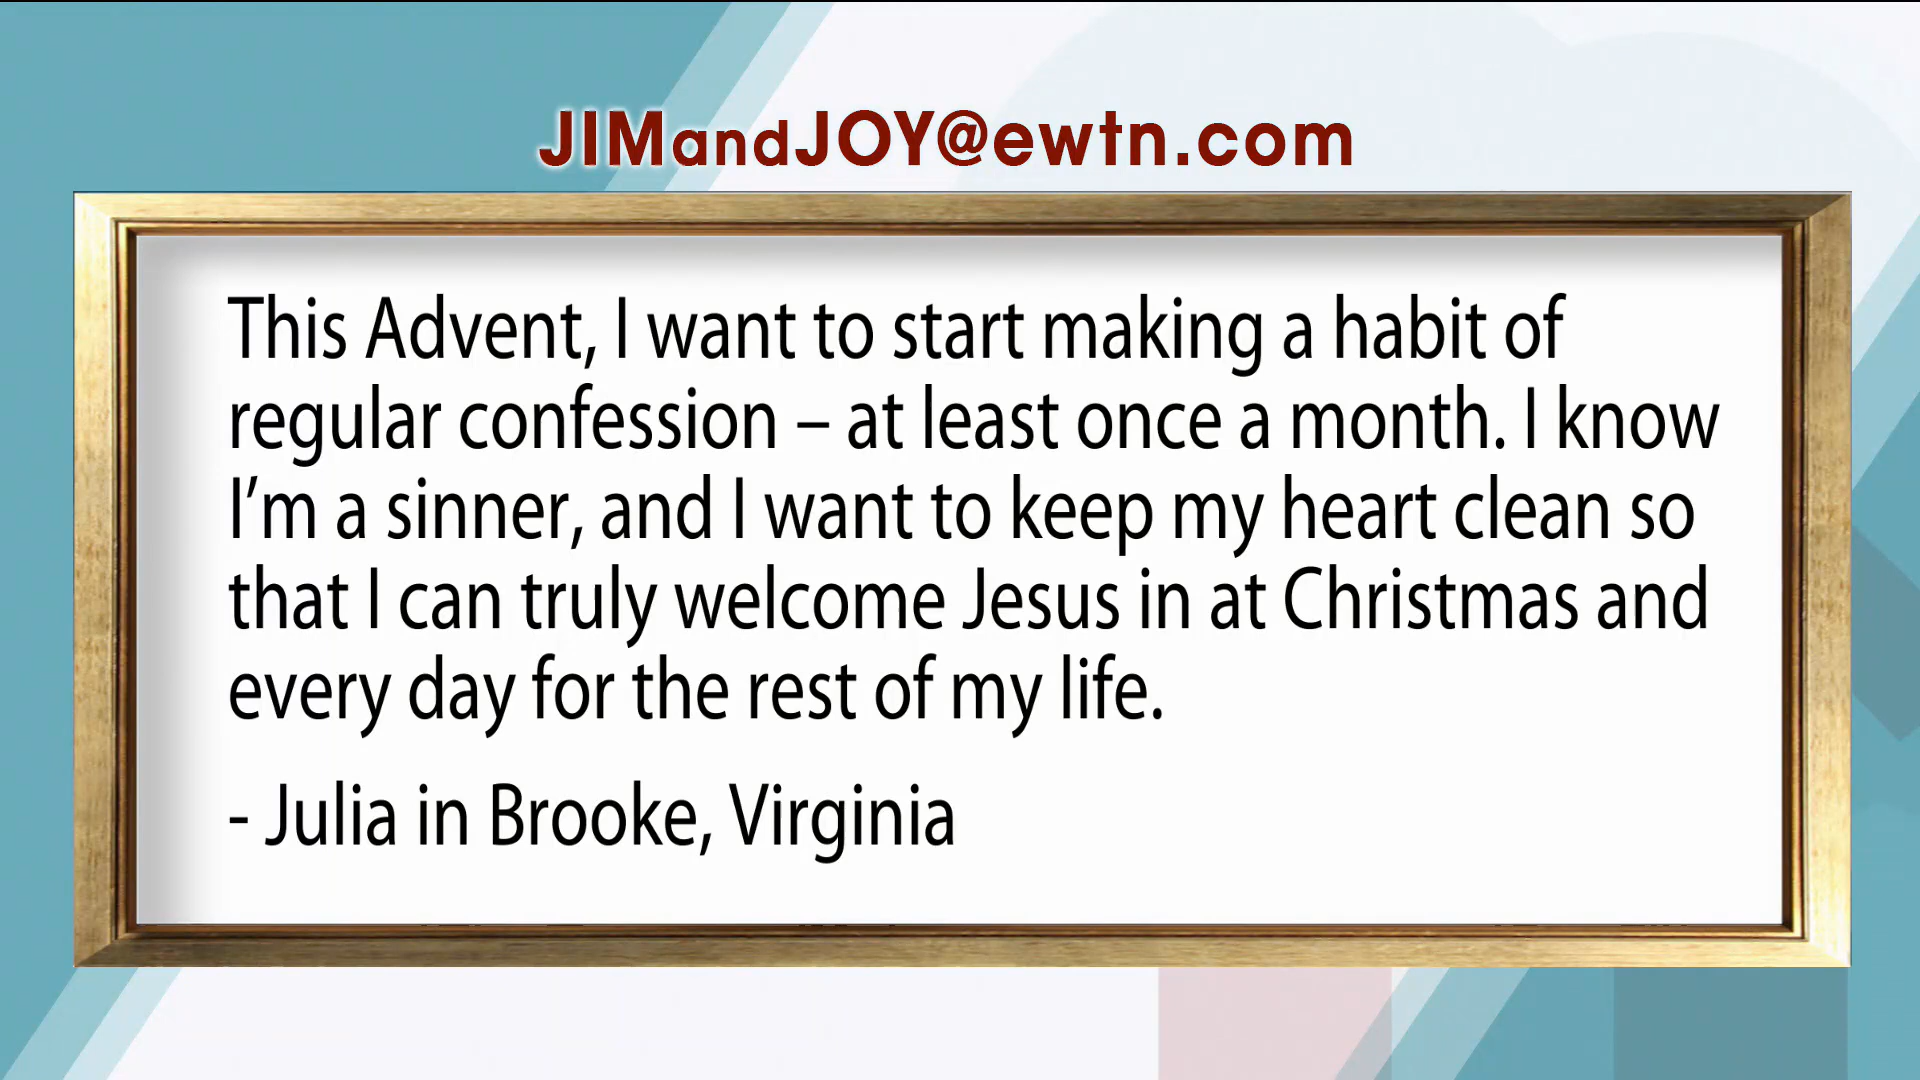 JIMandJOY@ewtn.com
This Advent, I want to start making a habit of
regular confession – at least once a month. I know
I’m a sinner, and I want to keep my heart clean so
that I can truly welcome Jesus in at Christmas and
every day for the rest of my life.
- Julia in Brooke, Virginia